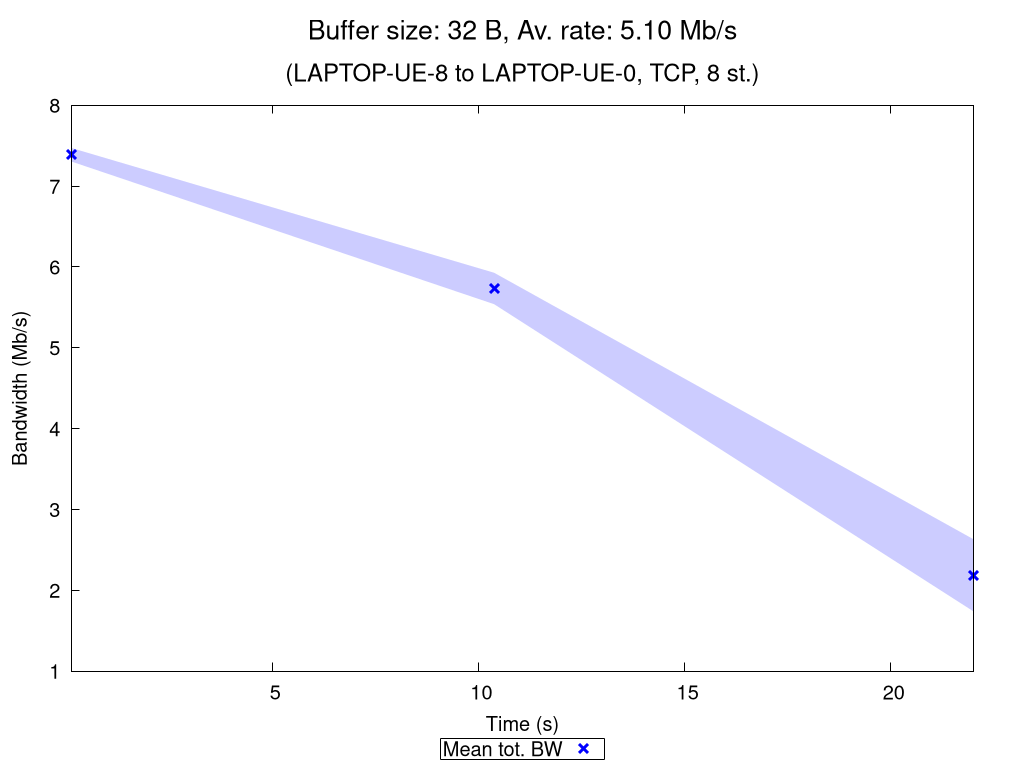 Buffer size: 32 B, Av. rate: 5.10 Mb/s
(LAPTOP-UE-8 to LAPTOP-UE-0, TCP, 8 st.)
8
7
6
5
4
3
2
1
Bandwidth (Mb/s)
5 10 15 20
Time (s)
Mean tot. BW